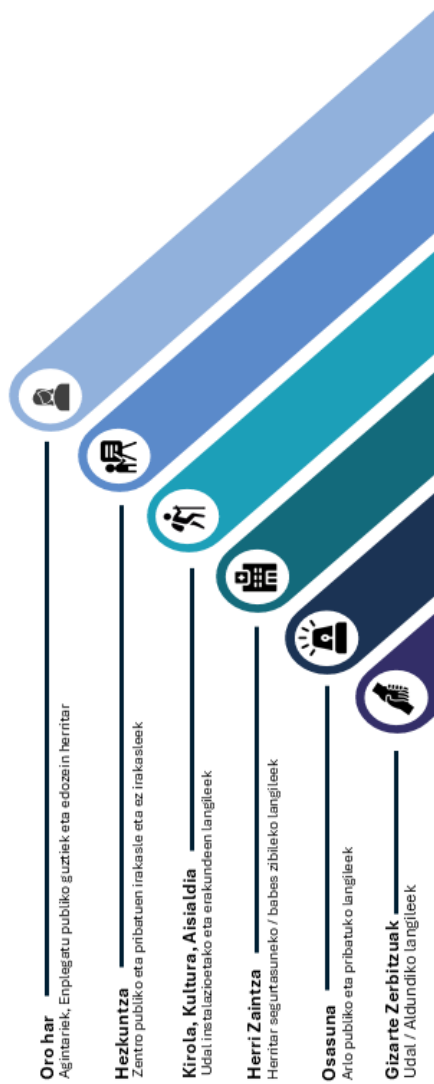 Oro har
Agintariek, Enplegatu publiko guztiek eta edozein herritar
Hezkuntza
Zentro publiko eta pribatuen irakasle eta ez irakasleek
Kirola, Kultura, Aisialdia
Udal instalazioetako eta erakundeen langileek
Herri Zaintza
Herritar segurtasuneko / babes zibileko langileek
Osasuna
Arlo publiko eta pribatuko langileek
Gizarte Zerbitzuak
Udal / Aldundiko langileek